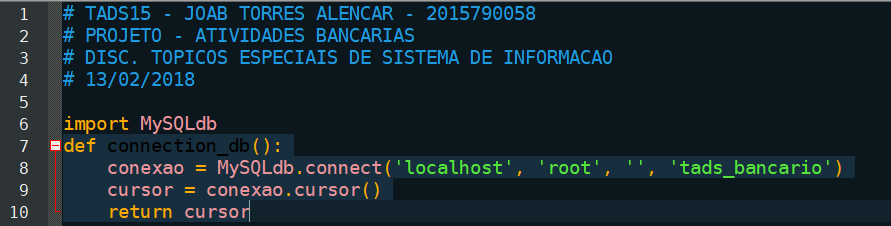 1 # TADS15 - JOAB TORRES ALENCAR - 2015790058
2 # PROJETO - ATIVIDADES BANCARIAS
3 # DISC. TOPICOS ESPECIAIS DE SISTEMA DE INFORMACAO
4 # 13/02/2018
5
6 import MySQLdb
7 def connection_db():
8 conexao = MySQLdb.connect('localhost', 'root', '', 'tads_bancario')
9 cursor = conexao.cursor()
10 return cursor